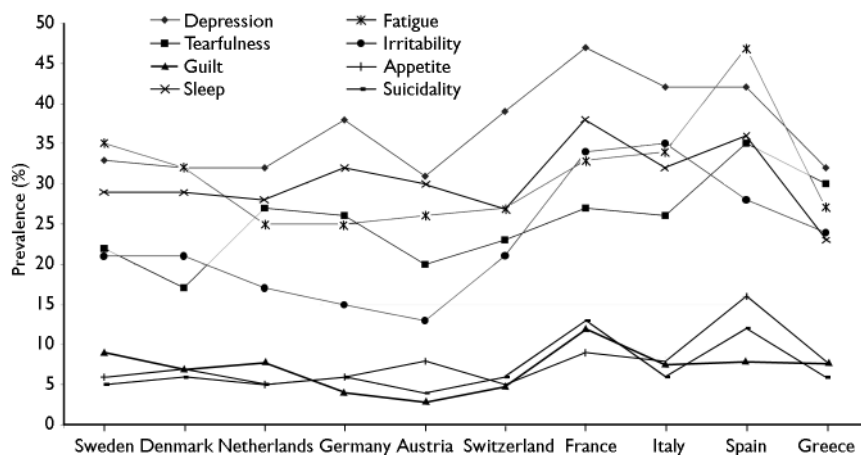 50
45
40
35
30
25
20
15
10
5
0
Prevalence (%)
Depression
Tearfulness
Guilt
Sleep
Fatigue
Irritability
Appetite
Suicidality
Sweden Denmark Netherlands Germany Austria Switzerland France Italy Spain Greece